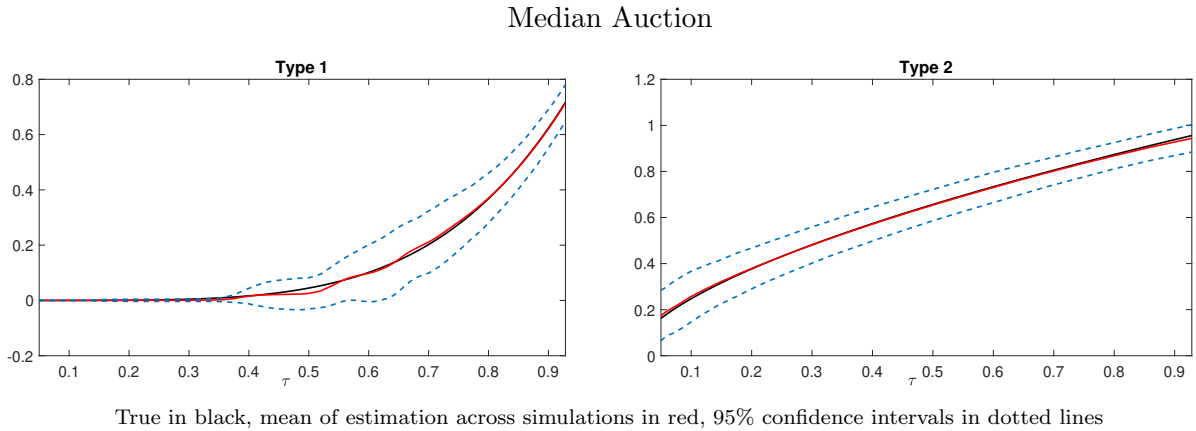 Median Auction
Type 1
0.1 0.2 0.3 0.4 0.5 0.6 0.7 0.8 0.9
τ
-0.2
0
0.2
0.4
0.6
0.8
Type 2
0.1 0.2 0.3 0.4 0.5 0.6 0.7 0.8 0.9
τ
0
0.2
0.4
0.6
0.8
1
1.2
True in black, mean of estimation across simulations in red, 95% confidence intervals in dotted lines